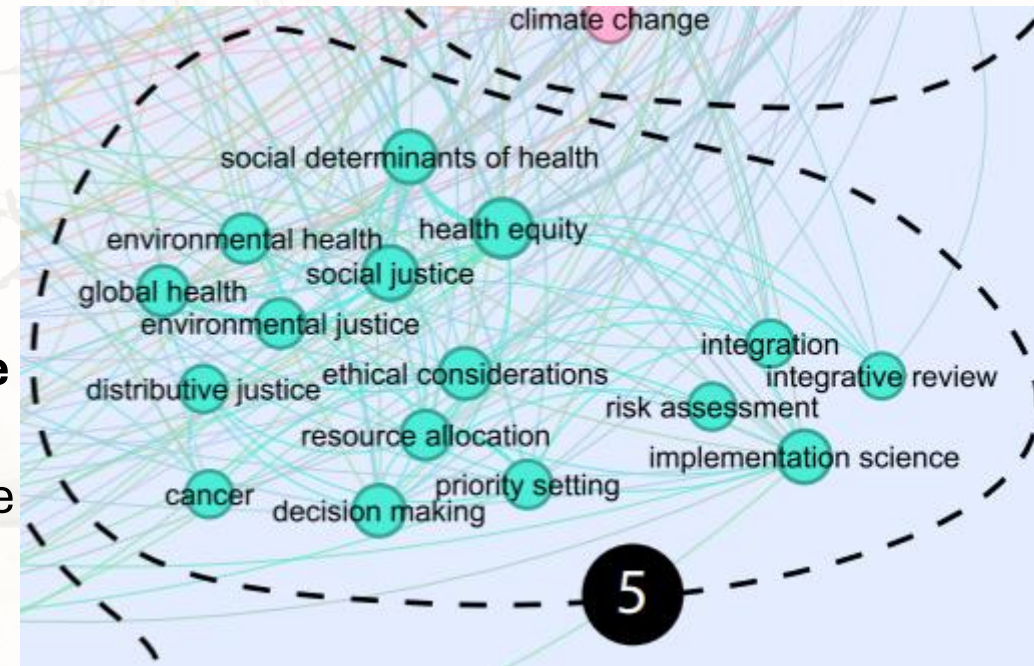 climate change
social determinants of health
health equity
environmental health
social justice
global health
environmental justice
integration
ethical considerations
integrative review
distributive justice
risk assessment
resource allocation
implementation science
priority setting
cancer
decision making
e
e
5